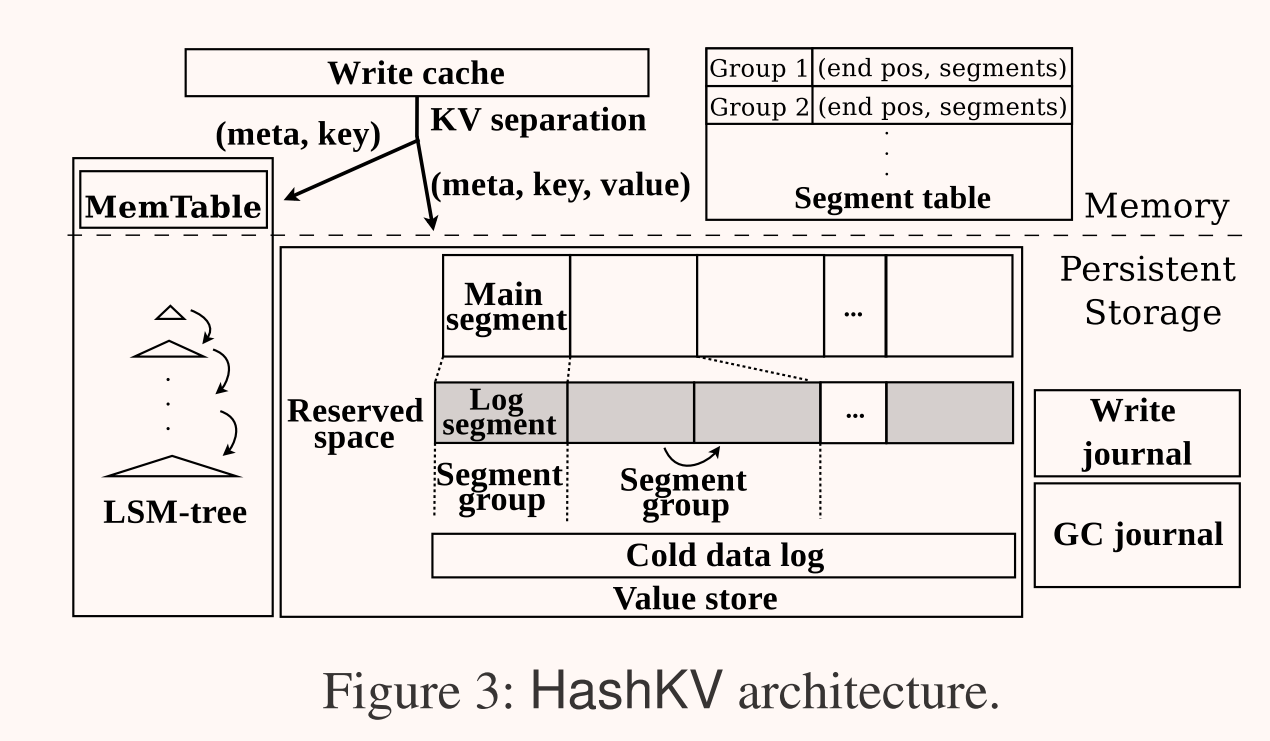 Write cache
KV separation
(meta, key)
(meta, key, value)
Group 1 (end pos, segments)
Group 2 (end pos, segments)
.
.
.
Segment table
Memory
MemTable
Persistent
Storage
.
.
.
LSM-tree
Main
segment
...
Reserved
space
Log
segment
...
Segment
group
Segment
group
Cold data log
Value store
Write
journal
GC journal
Figure 3: HashKV architecture.